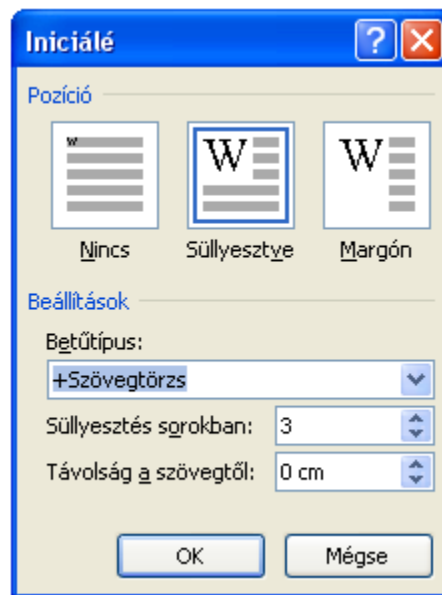 Iniciálé
Pozíció
W W W
Nincs Süllyesztve Margón
Beállítások
Betűtípus:
+Szövegtörzs
Süllyesztés sorokban: 3
Távolság a szövegtől: 0 cm
OK Mégse